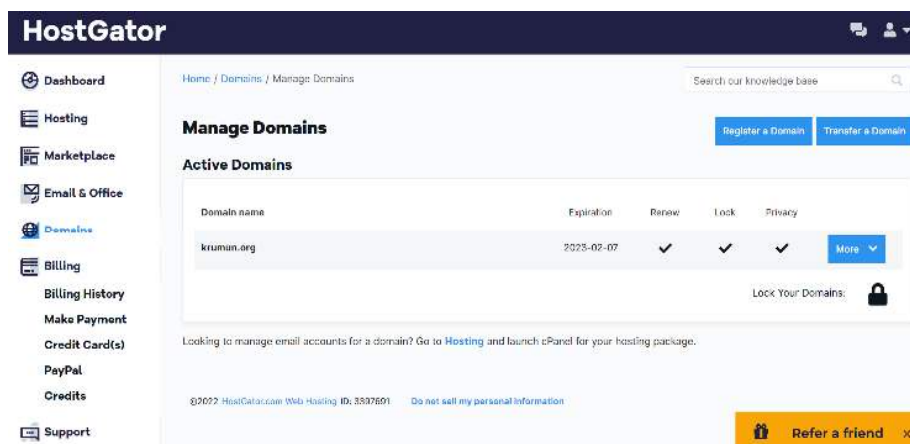 HostGator
Dashboard
Hosting
Marketplace
Email & Office
Domains
Billing
Billing History
Make Payment
Credit Card(s)
PayPal
Credits
Support
Home / Domains / Manage Domains
Search our knowledge base
Manage Domains
Register a Domain
Transfer a Domain
Active Domains
Domain name Expiration Renew Lock Privacy
krumun.org 2023-02-07 More
Lock Your Domains:
Looking to manage email accounts for a domain? Go to Hosting and launch cPanel for your hosting package.
©2022 HostGator.com Web Hosting ID: 3397691 Do not sell my personal information
Refer a friend ×